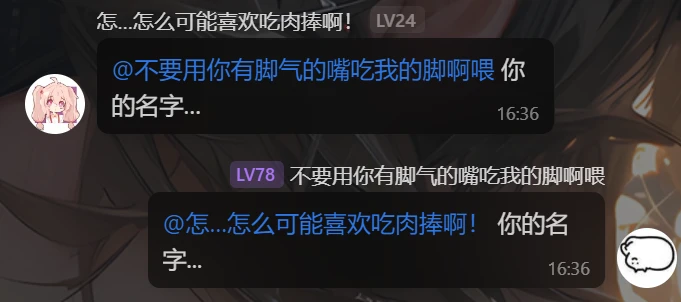 怎...怎么可能喜欢吃肉捧啊! LV24
@不要用你有脚气的嘴吃我的脚啊喂 你
的名字...
16:36
LV78 不要用你有脚气的嘴吃我的脚啊喂
@怎...怎么可能喜欢吃肉捧啊! 你的名
字...
16:36